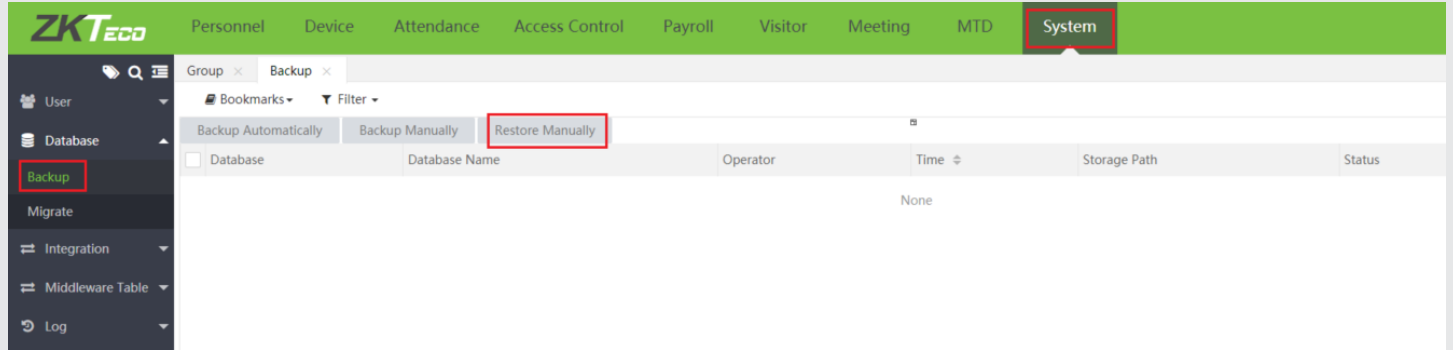 ZKTeco Personnel Device Attendance Access Control Payroll Visitor Meeting MTD System
Group × Backup ×
User
Bookmarks Filter
Database
Backup Automatically Backup Manually Restore Manually
Database Database Name Operator Time Storage Path Status
Backup
None
Migrate
Integration
Middleware Table
Log